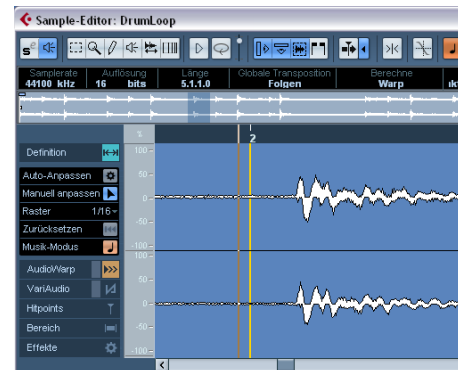 Sample-Editor: DrumLoop
Samplerate Auflösung Länge Globale Transposition Berechne
44100 kHz 16 bits 5.1.1.0 Folgen Warp
%
2
Definition
100
Auto-Anpassen
50
Manuell anpassen
0
Raster 1/16
-50
Zurücksetzen
Musik-Modus
-100
100
AudioWarp
VariAudio
50
Hitpoints
0
Bereich
-50
Effekte
-100